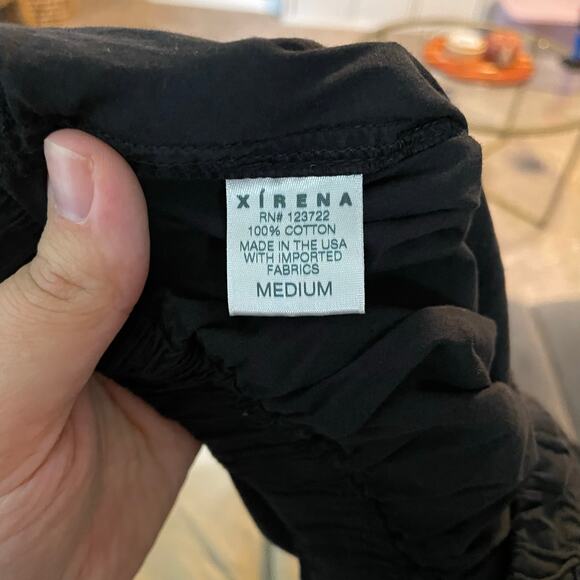 XÍRENA
RN# 123722
100% COTTON
MADE IN THE USA
WITH IMPORTED
FABRICS
MEDIUM